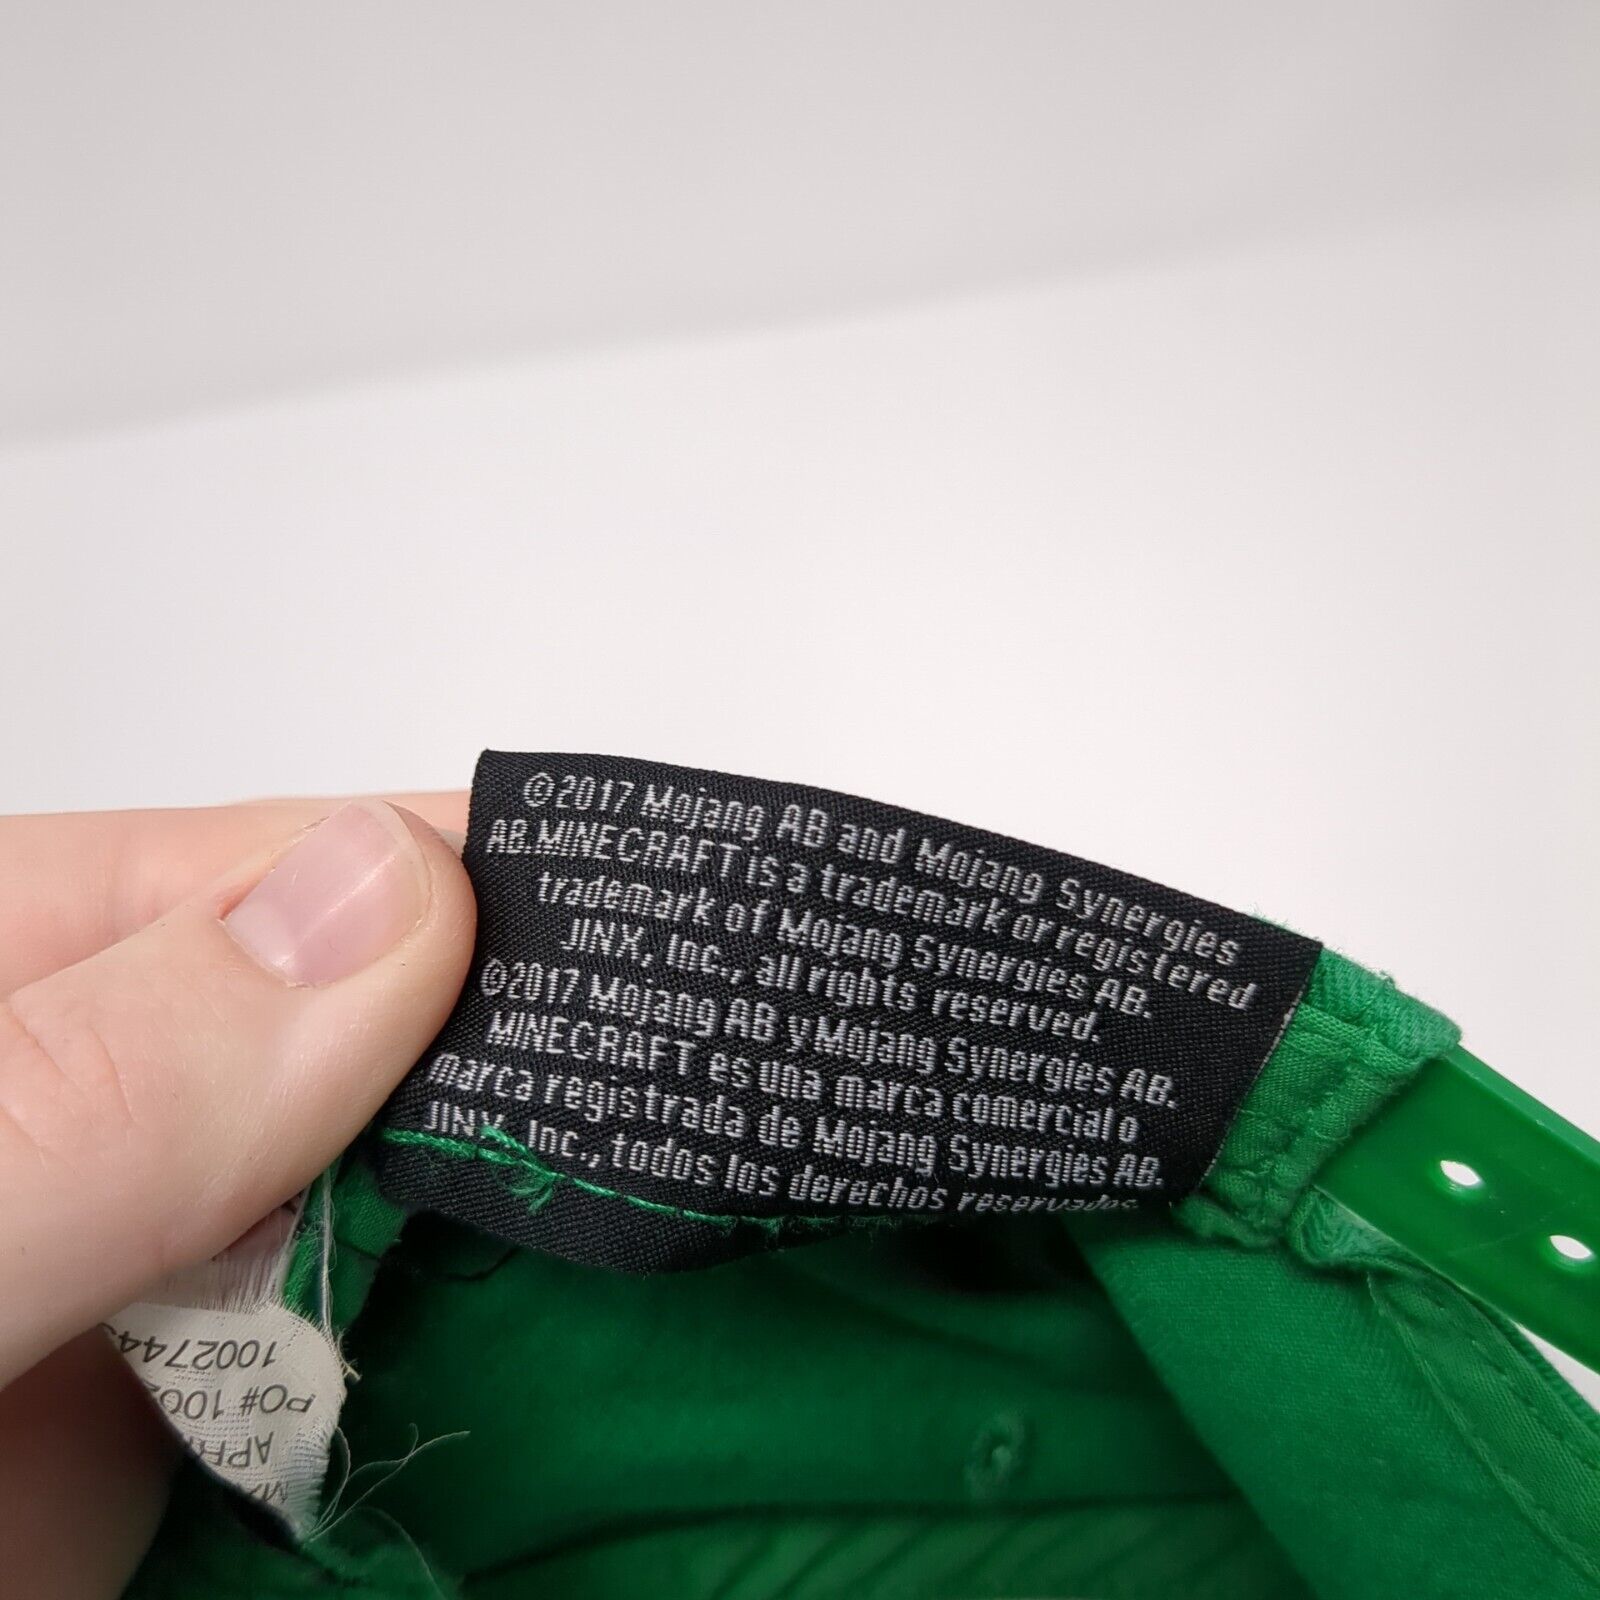 ©2017 Mojang AB and Mojang Synergies
AB.MINECRAFT is a trademark or registered
trademark of Mojang Synergies AB.
JINX, Inc., all rights reserved.
©2017 Mojang AB y Mojang Synergies AB.
MINECRAFT es una marca comercial o
marca registrada de Mojang Synergies AB.
JINX, Inc., todos los derechos reservados
PO# 100